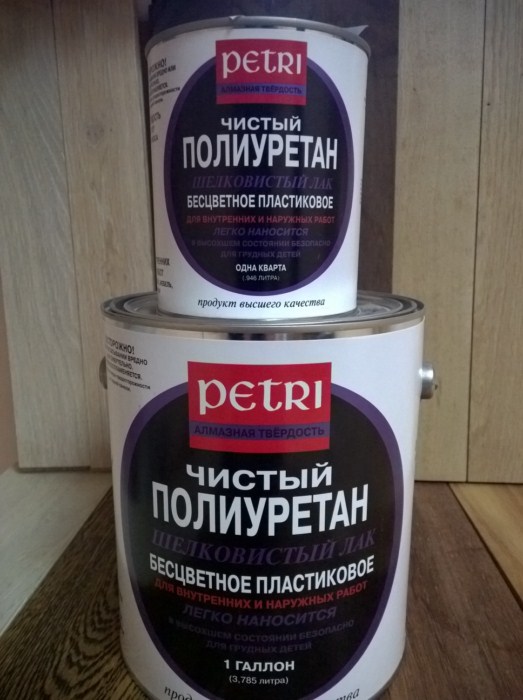 PETRI
АЛМАЗНАЯ ТВЁРДОСТЬ
ЧИСТЫЙ
ПОЛИУРЕТАН
ШЕЛКОВИСТЫЙ ЛАК
БЕСЦВЕТНОЕ ПЛАСТИКОВОЕ
ДЛЯ ВНУТРЕННИХ И НАРУЖНЫХ РАБОТ
ЛЕГКО НАНОСИТСЯ
В ВЫСОХШЕМ СОСТОЯНИИ БЕЗОПАСНО
ДЛЯ ГРУДНЫХ ДЕТЕЙ
ОДНА КВАРТА
(.946 ЛИТРА)
продукт высшего качества
PETRI
АЛМАЗНАЯ ТВЁРДОСТЬ
ЧИСТЫЙ
ПОЛИУРЕТАН
ШЕЛКОВИСТЫЙ ЛАК
БЕСЦВЕТНОЕ ПЛАСТИКОВОЕ
ДЛЯ ВНУТРЕННИХ И НАРУЖНЫХ РАБОТ
ЛЕГКО НАНОСИТСЯ
В ВЫСОХШЕМ СОСТОЯНИИ БЕЗОПАСНО
ДЛЯ ГРУДНЫХ ДЕТЕЙ
1 ГАЛЛОН
(3,785 литра)